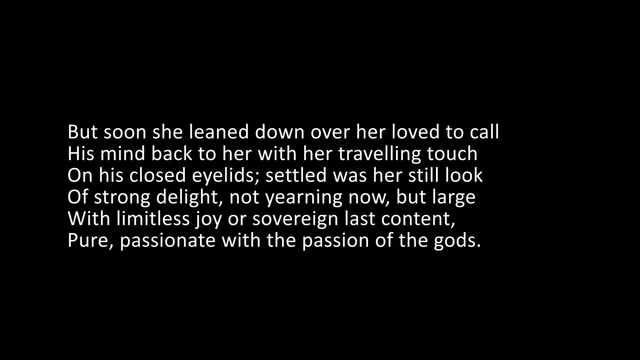 But soon she leaned down over her loved to call
His mind back to her with her travelling touch
On his closed eyelids; settled was her still look
Of strong delight, not yearning now, but large
With limitless joy or sovereign last content,
Pure, passionate with the passion of the gods.